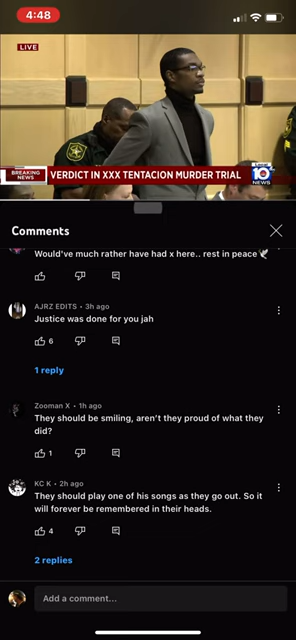 4:48
LIVE
BREAKING
NEWS
VERDICT IN XXX TENTACION MURDER TRIAL
Local
10
NEWS
Comments
Would've much rather have had x here.. rest in peace 🕊
AJRZ EDITS • 3h ago
Justice was done for you jah
6
1 reply
Zooman X • 1h ago
They should be smiling, aren't they proud of what they
did?
1
KC K • 2h ago
They should play one of his songs as they go out. So it
will forever be remembered in their heads.
4
2 replies
Add a comment...